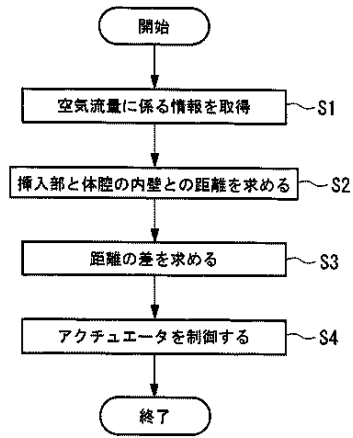 開始
空気流量に係る情報を取得 S1
挿入部と体腔の内壁との距離を求める S2
距離の差を求める S3
アクチュエータを制御する S4
終了